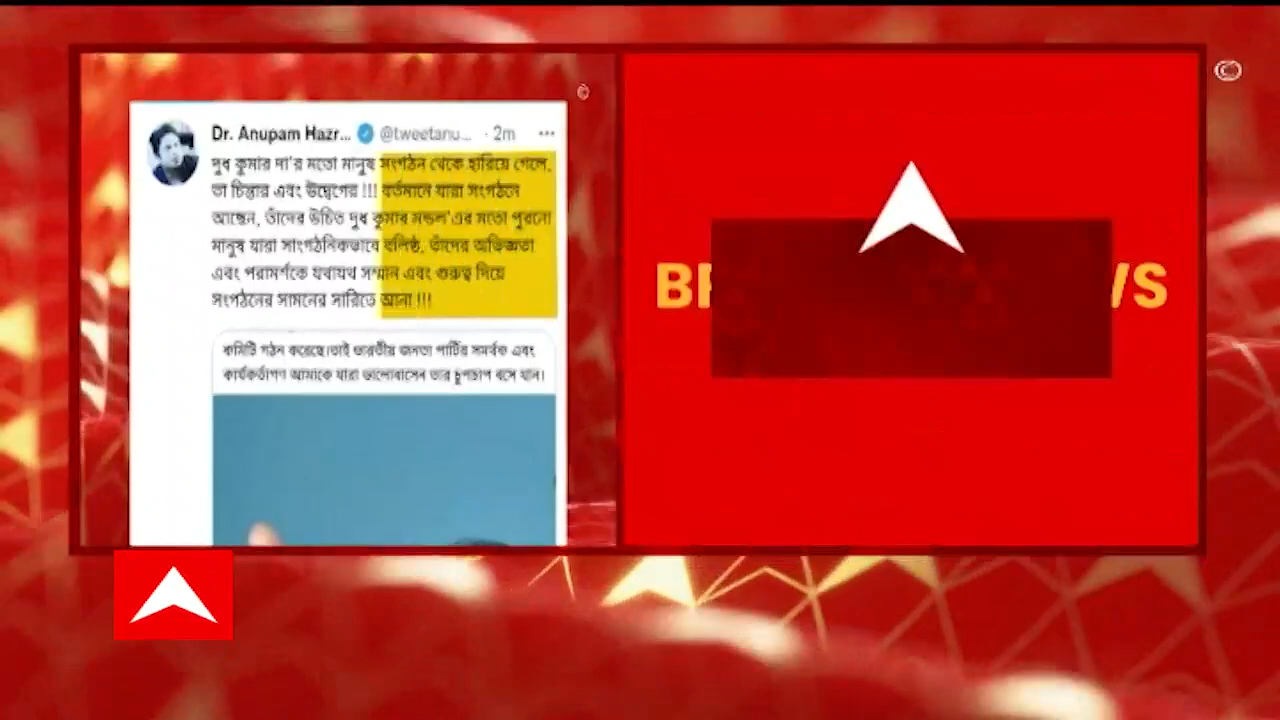 Dr. Anupam Hazr... @tweetanu... · 2m ...
দুধ কুমার দা'র মতো মানুষ সংগঠন থেকে হারিয়ে গেলে,
তা চিন্তার এবং উদ্বেগের !!! বর্তমানে যারা সংগঠনে
আছেন, তাঁদের উচিত দুধ কুমার মন্ডল'এর মতো পুরনো
মানুষ যারা সাংগঠনিকভাবে বলিষ্ঠ, তাঁদের অভিজ্ঞতা
এবং পরামর্শকে যথাযথ সম্মান এবং গুরুত্ব দিয়ে
সংগঠনের সামনের সারিতে আনা !!!
কমিটি গঠন করেছে।তাই ভারতীয় জনতা পার্টির সমর্থক এবং
কার্যকর্তাগণ আমাকে যারা ভালোবাসেন তার চুপচাপ বসে যান।